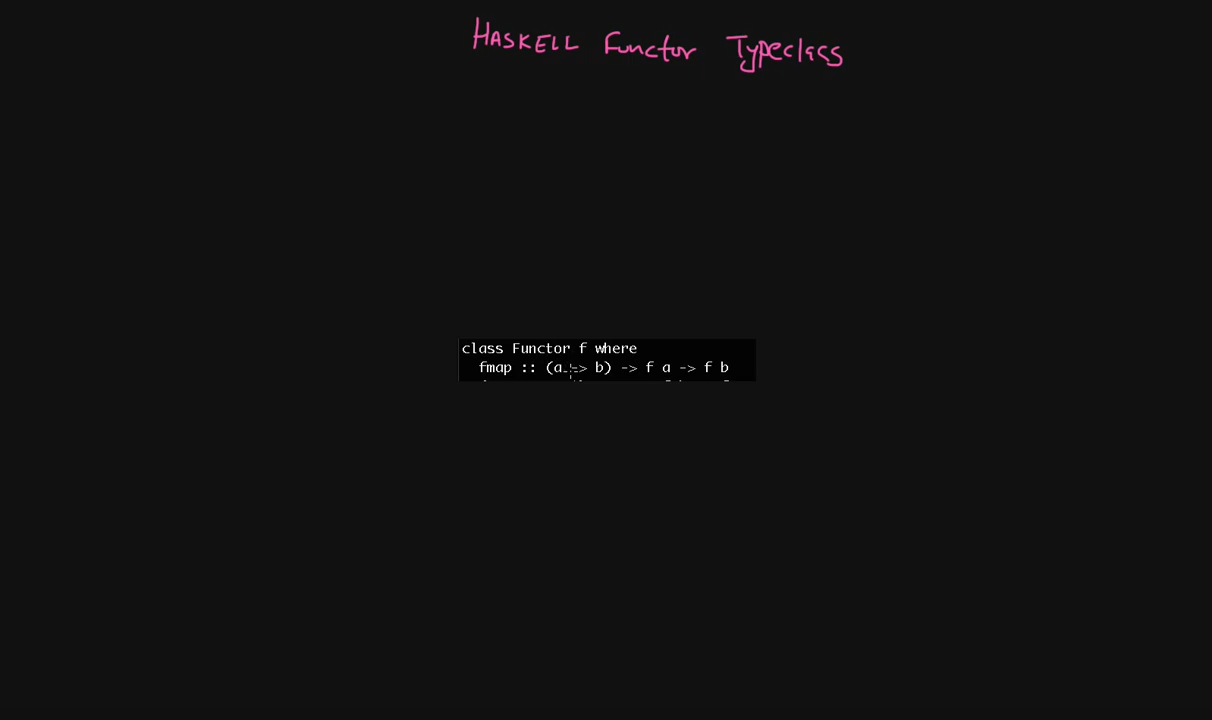 HASKELL Functor Typeclass
class Functor f where
fmap :: (a -> b) -> f a -> f b